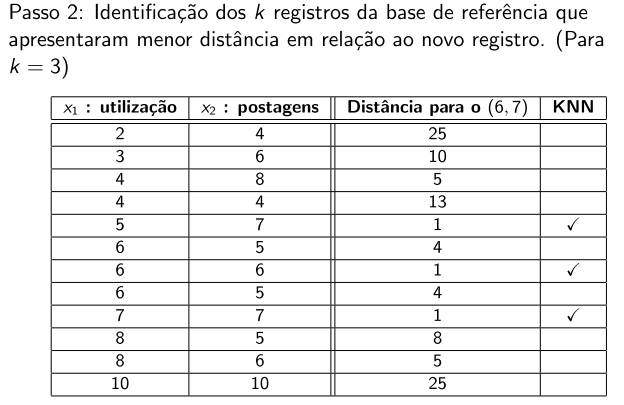 Passo 2: Identificação dos k registros da base de referência que
apresentaram menor distância em relação ao novo registro. (Para
k = 3)
x₁ : utilização x₂ : postagens Distância para o (6, 7) KNN
2 4 25
3 6 10
4 8 5
4 4 13
5 7 1 ✓
6 5 4
6 6 1 ✓
6 5 4
7 7 1 ✓
8 5 8
8 6 5
10 10 25